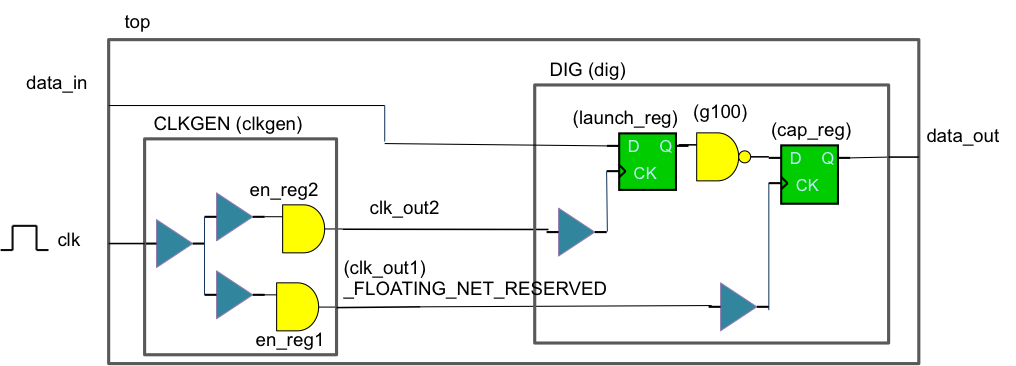 top
data_in
DIG (dig)
CLKGEN (clkgen)
(launch_reg)
(g100)
(cap_reg)
D Q
CK
D Q
CK
data_out
en_reg2
clk_out2
clk
(clk_out1)
_FLOATING_NET_RESERVED
en_reg1